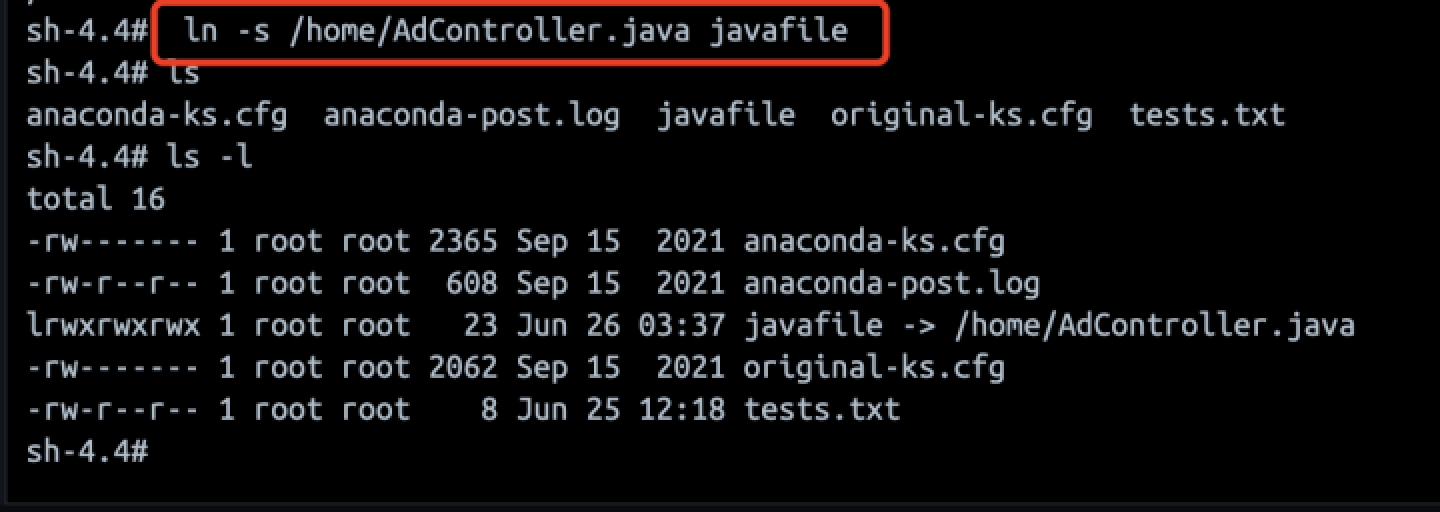 sh-4.4# ln -s /home/AdController.java javafile
sh-4.4# ls
anaconda-ks.cfg  anaconda-post.log  javafile  original-ks.cfg  tests.txt
sh-4.4# ls -l
total 16
-rw------- 1 root root 2365 Sep 15  2021 anaconda-ks.cfg
-rw-r--r-- 1 root root  608 Sep 15  2021 anaconda-post.log
lrwxrwxrwx 1 root root   23 Jun 26 03:37 javafile -> /home/AdController.java
-rw------- 1 root root 2062 Sep 15  2021 original-ks.cfg
-rw-r--r-- 1 root root    8 Jun 25 12:18 tests.txt
sh-4.4#